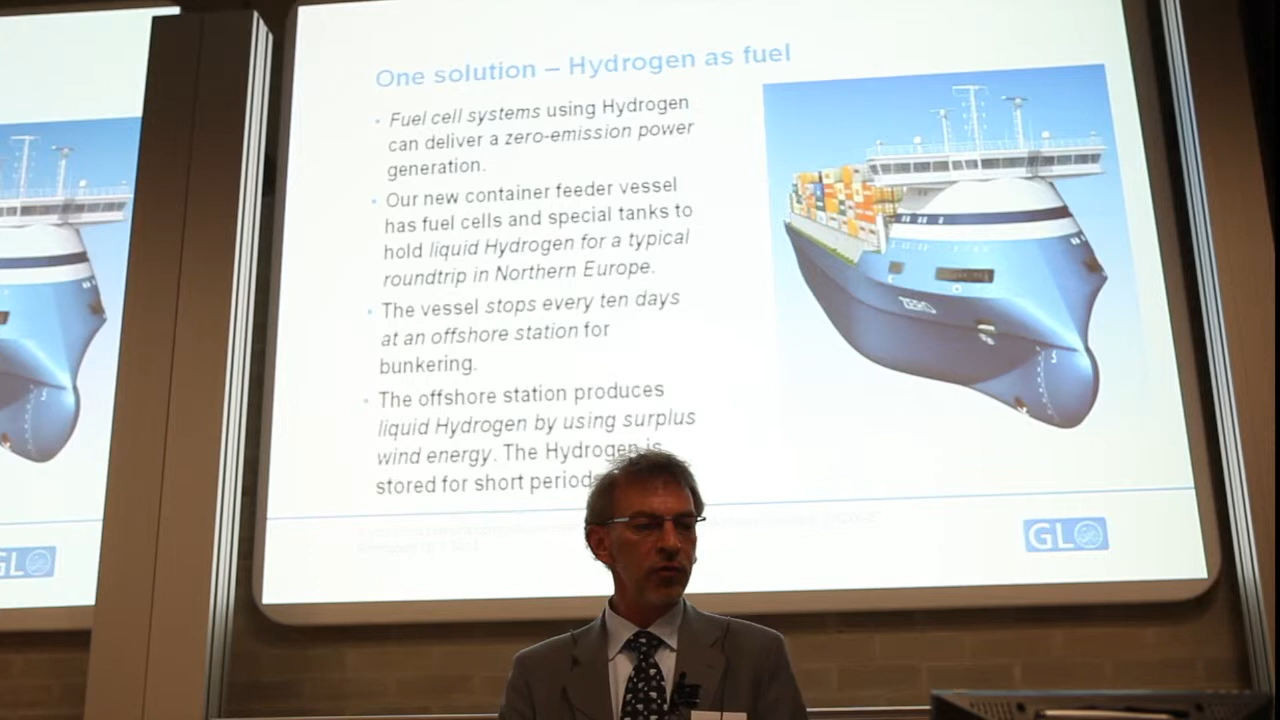 One solution – Hydrogen as fuel
Fuel cell systems using Hydrogen
can deliver a zero-emission power
generation.
Our new container feeder vessel
has fuel cells and special tanks to
hold liquid Hydrogen for a typical
roundtrip in Northern Europe.
The vessel stops every ten days
at an offshore station for
bunkering.
The offshore station produces
liquid Hydrogen by using surplus
wind energy. The Hydrogen is
stored for short periods
ZERO
GL
GL